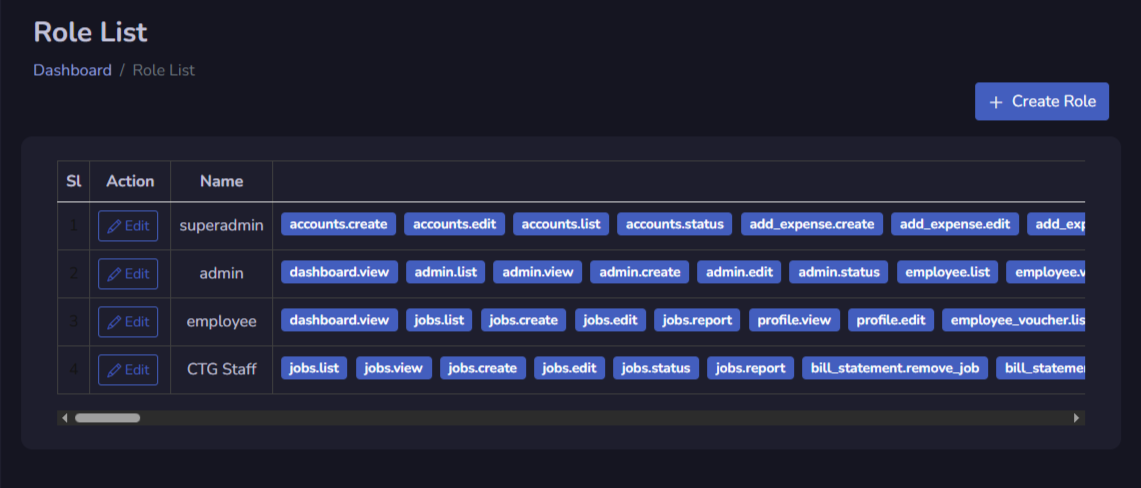 Role List
Dashboard / Role List
+ Create Role
Sl Action Name
1 Edit superadmin accounts.create accounts.edit accounts.list accounts.status add_expense.create add_expense.edit add_exp
2 Edit admin dashboard.view admin.list admin.view admin.create admin.edit admin.status employee.list employee.v
3 Edit employee dashboard.view jobs.list jobs.create jobs.edit jobs.report profile.view profile.edit employee_voucher.lis
4 Edit CTG Staff jobs.list jobs.view jobs.create jobs.edit jobs.status jobs.report bill_statement.remove_job bill_stateme